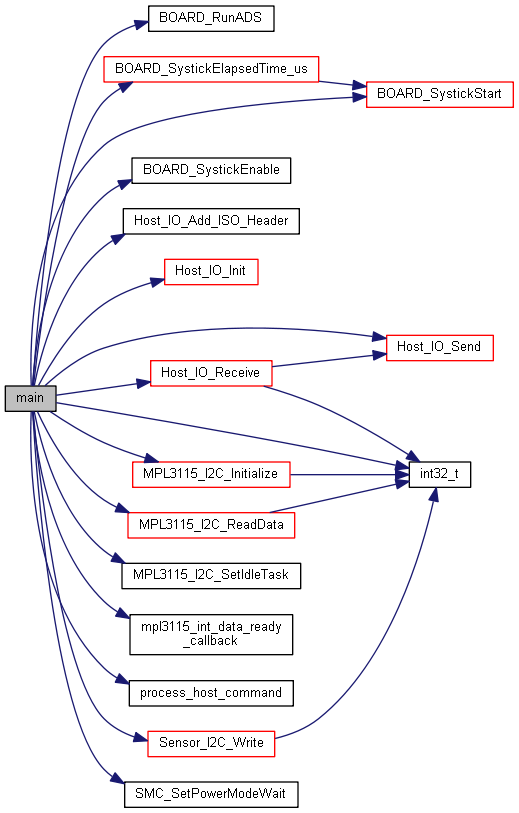 BOARD_RunADS
BOARD_SystickElapsedTime_us
BOARD_SystickStart
BOARD_SystickEnable
Host_IO_Add_ISO_Header
Host_IO_Init
Host_IO_Send
Host_IO_Receive
main
MPL3115_I2C_Initialize
int32_t
MPL3115_I2C_ReadData
MPL3115_I2C_SetIdleTask
mpl3115_int_data_ready
_callback
process_host_command
Sensor_I2C_Write
SMC_SetPowerModeWait